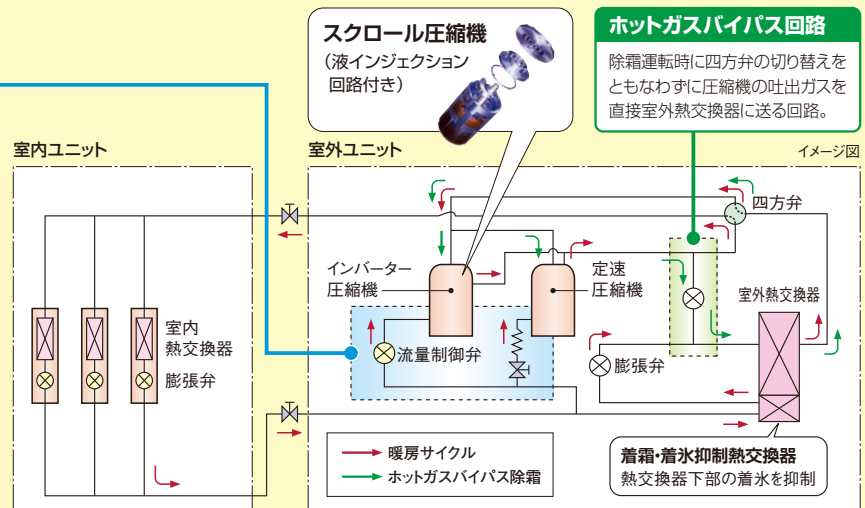 スクロール圧縮機
（液インジェクション
回路付き）
ホットガスバイパス回路
除霜運転時に四方弁の切り替えを
ともなわずに圧縮機の吐出ガスを
直接室外熱交換器に送る回路。
室内ユニット
室外ユニット
イメージ図
四方弁
インバーター
圧縮機
定速
圧縮機
室外熱交換器
室内
熱交換器
膨張弁
流量制御弁
膨張弁
暖房サイクル
ホットガスバイパス除霜
着霜・着氷抑制熱交換器
熱交換器下部の着氷を抑制